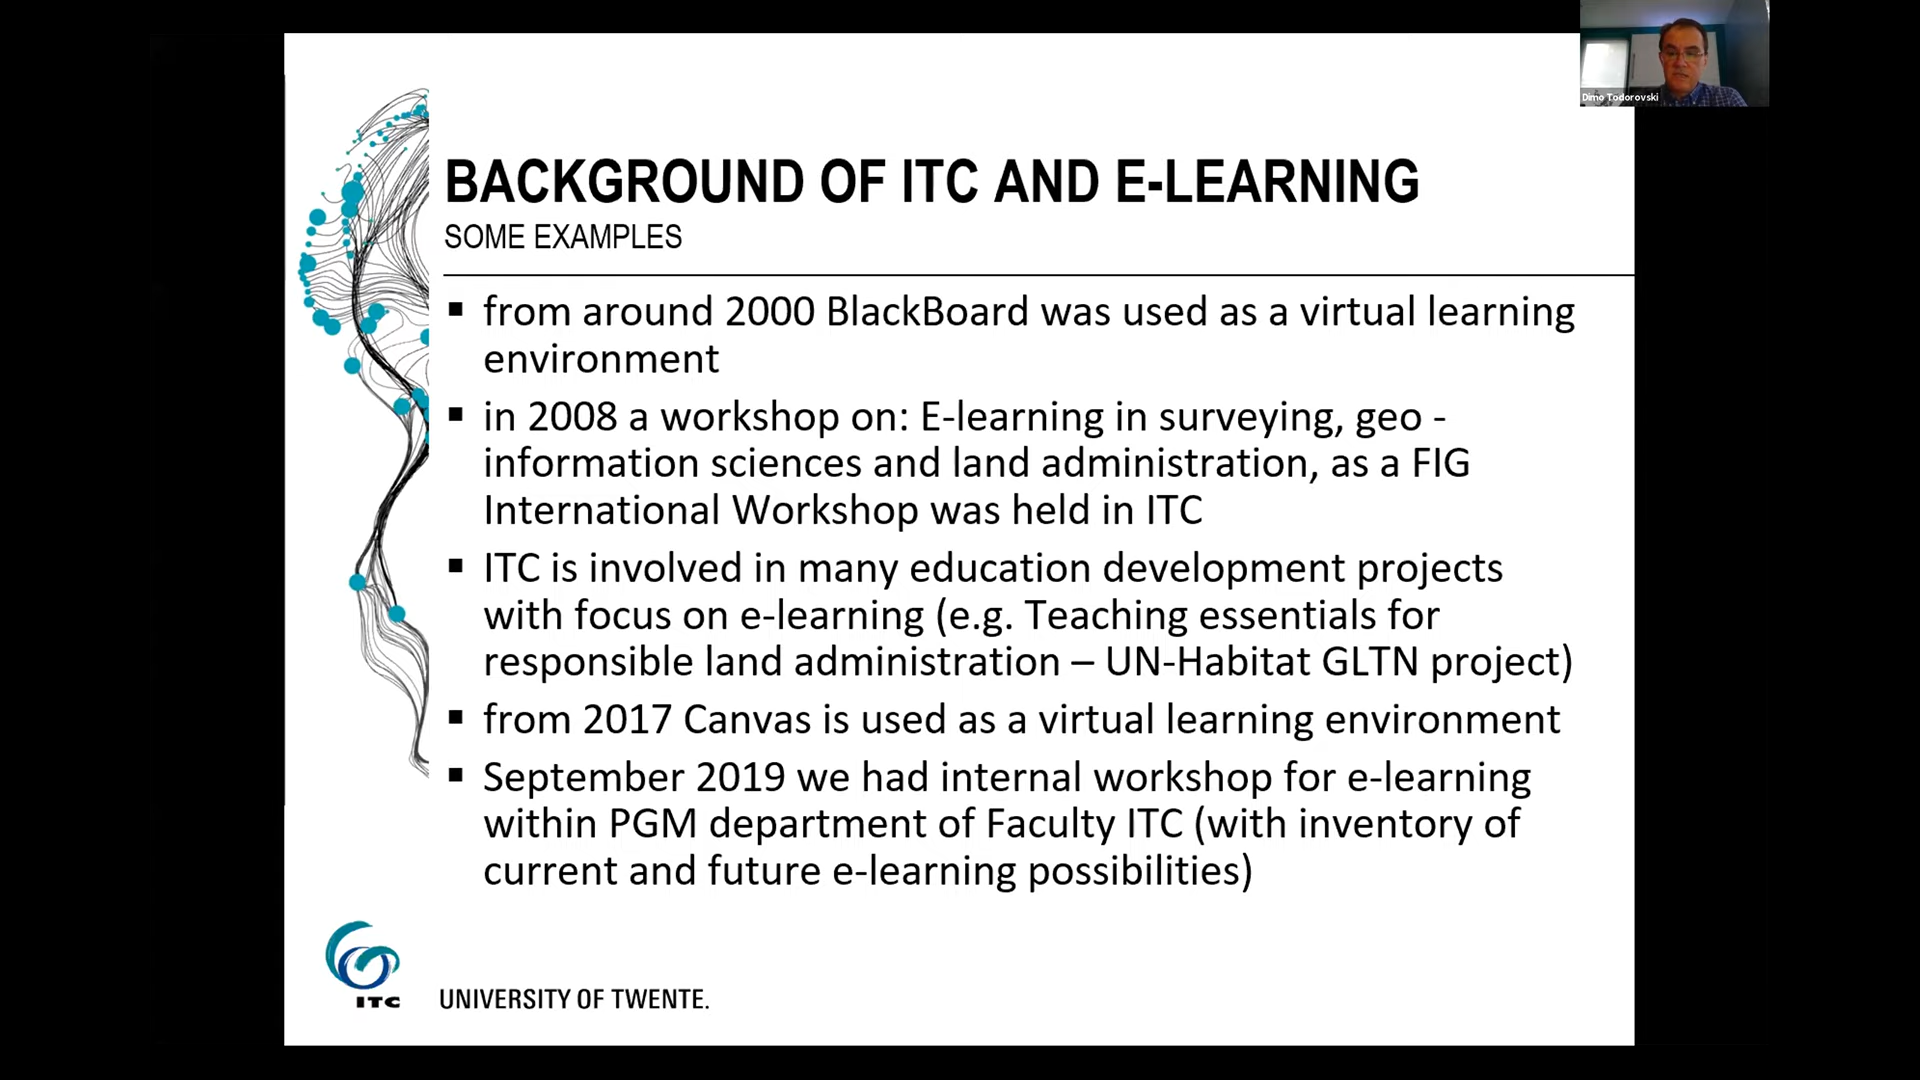 Dimo Todorovski
BACKGROUND OF ITC AND E-LEARNING
SOME EXAMPLES
▪ from around 2000 BlackBoard was used as a virtual learning
environment
▪ in 2008 a workshop on: E-learning in surveying, geo -
information sciences and land administration, as a FIG
International Workshop was held in ITC
▪ ITC is involved in many education development projects
with focus on e-learning (e.g. Teaching essentials for
responsible land administration – UN-Habitat GLTN project)
▪ from 2017 Canvas is used as a virtual learning environment
▪ September 2019 we had internal workshop for e-learning
within PGM department of Faculty ITC (with inventory of
current and future e-learning possibilities)
ITC
UNIVERSITY OF TWENTE.